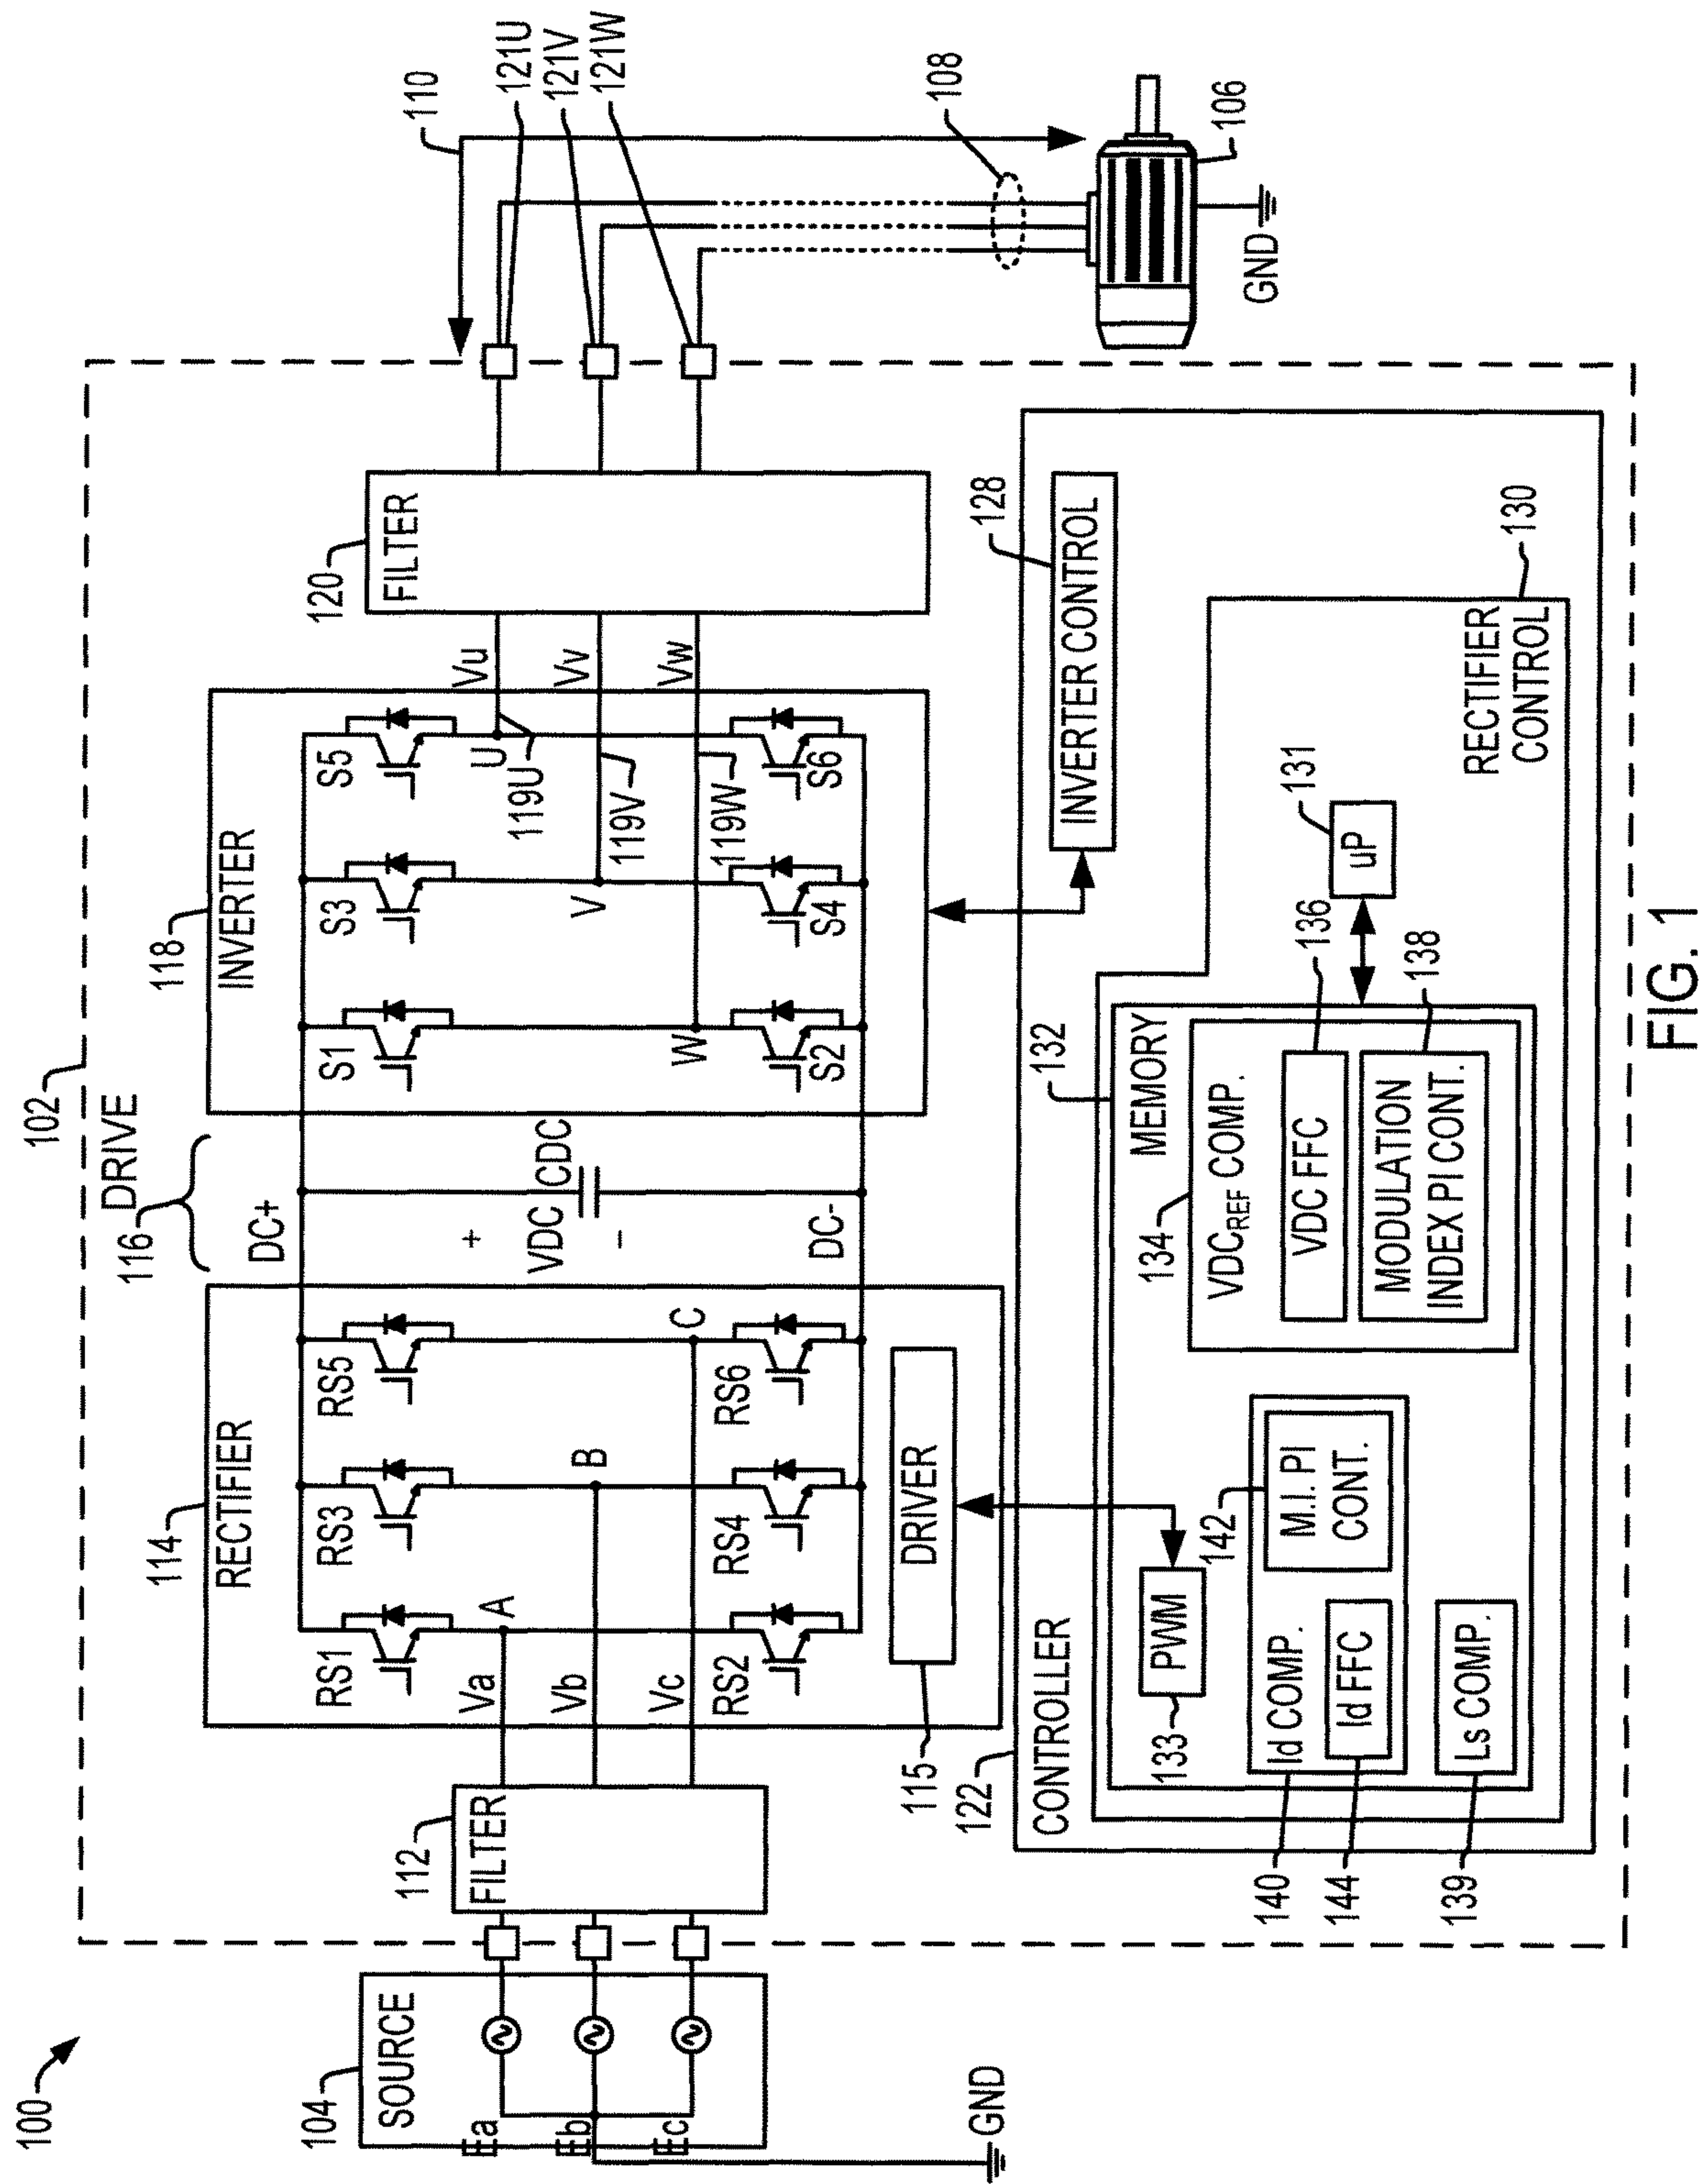 100
102
DRIVE
104
SOURCE
Ea
Eb
Ec
GND
112
FILTER
114
RECTIFIER
RS1
RS3
RS5
Va
A
Vb
B
Vc
C
RS2
RS4
RS6
115
DRIVER
116
DC+
+
VDC
CDC
−
DC-
118
INVERTER
S1
S3
S5
U
119U
V
119V
W
119W
S2
S4
S6
Vu
Vv
Vw
120
FILTER
110
121U
121V
121W
108
106
GND
122
CONTROLLER
128
INVERTER CONTROL
130
RECTIFIER
CONTROL
131
uP
132
MEMORY
133
PWM
134
VDCREF COMP.
136
VDC FFC
138
MODULATION
INDEX PI CONT.
140
Id COMP.
142
M.I. PI
CONT.
144
Id FFC
139
Ls COMP.
FIG. 1